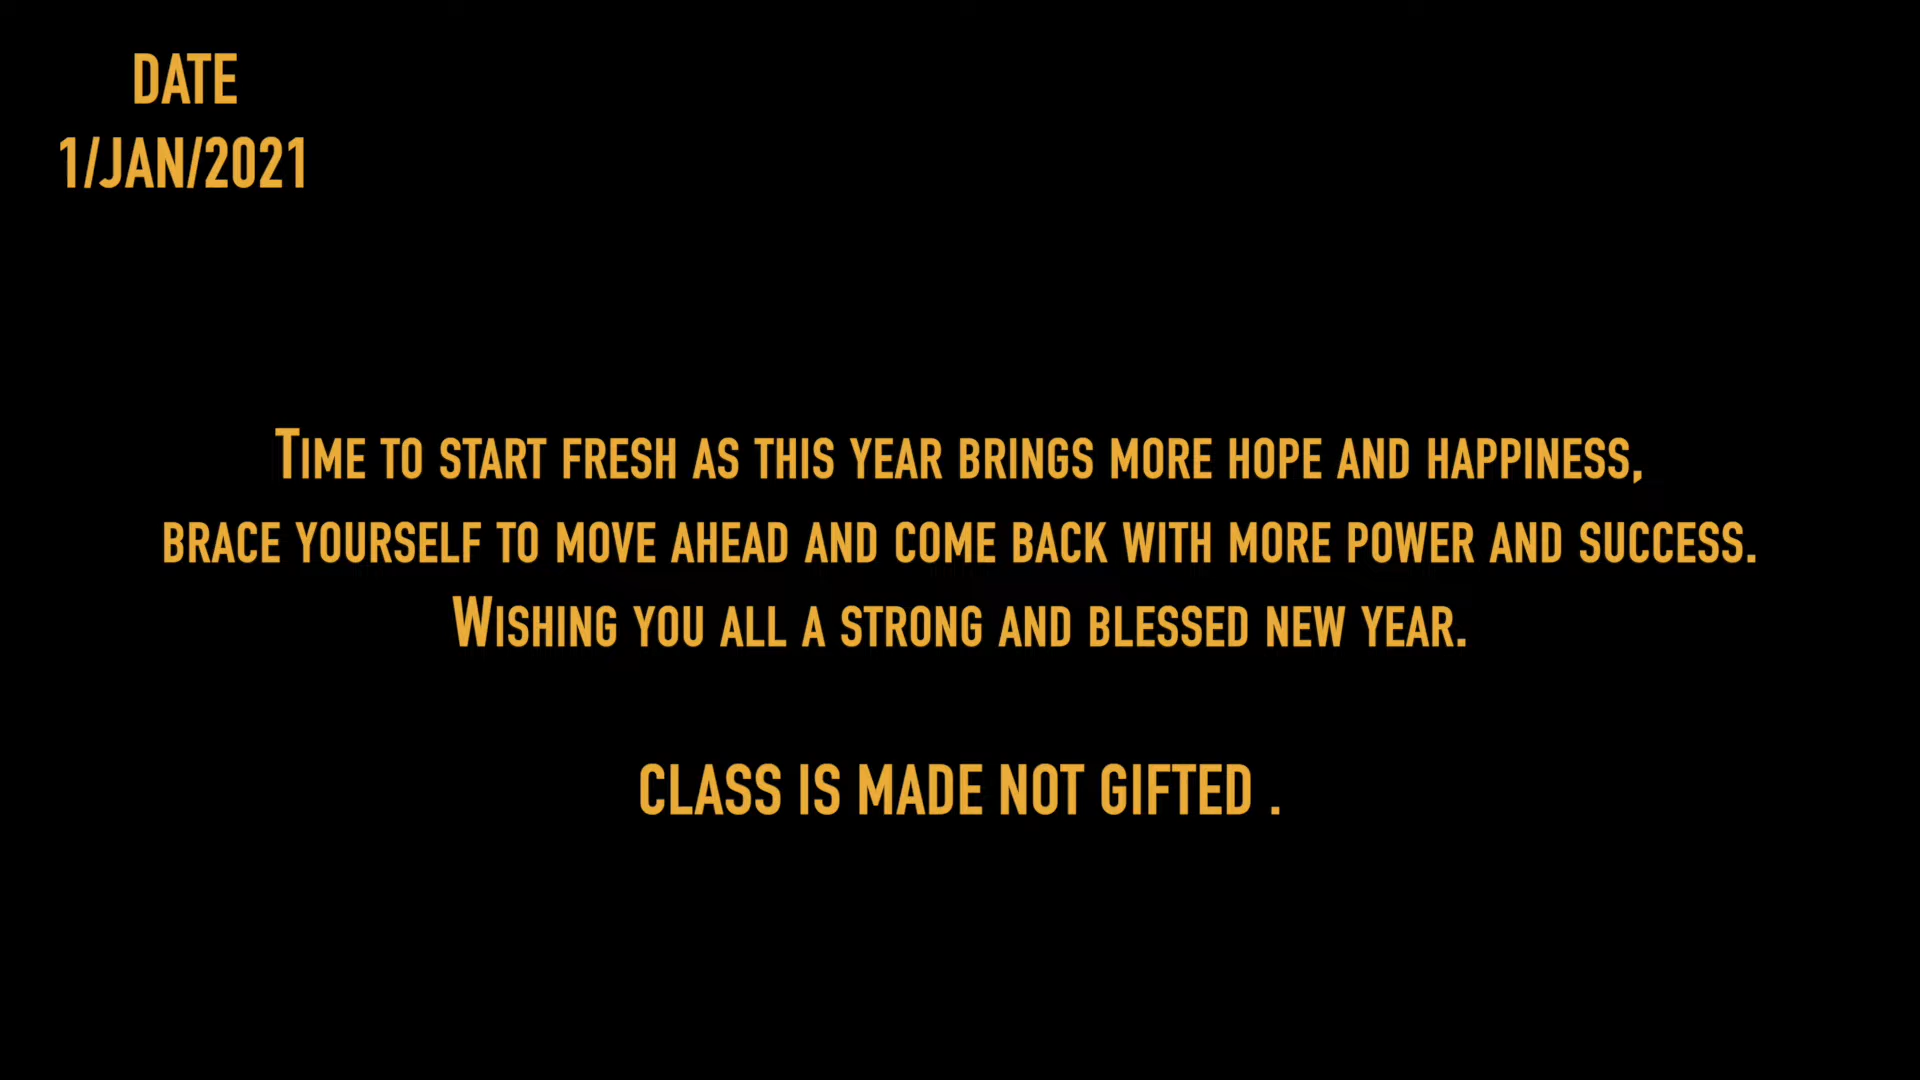 DATE
1/JAN/2021
Time to start fresh as this year brings more hope and happiness,
brace yourself to move ahead and come back with more power and success.
Wishing you all a strong and blessed new year.
CLASS IS MADE NOT GIFTED .